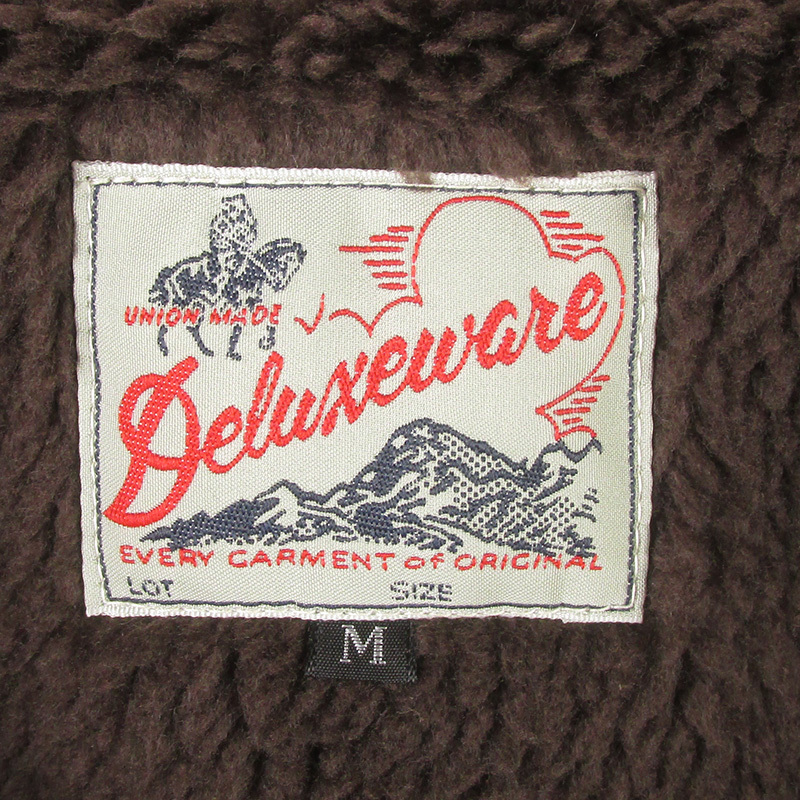 UNION MADE
Deluxeware
EVERY GARMENT of ORIGINAL
LOT SIZE
M